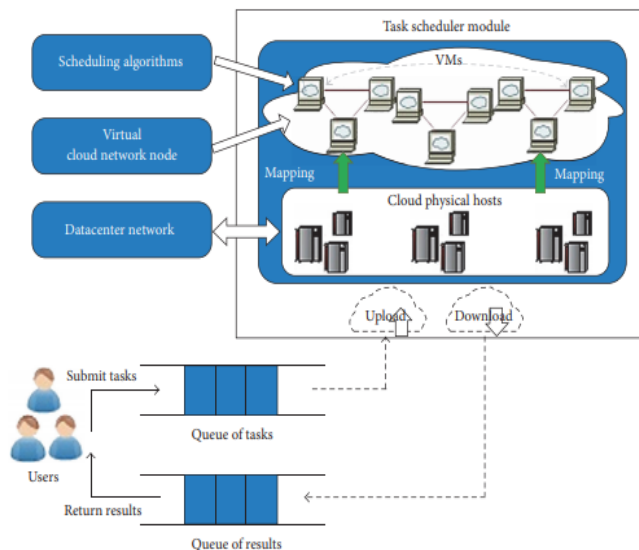 Task scheduler module
Scheduling algorithms
VMs
Virtual
cloud network node
Mapping
Mapping
Cloud physical hosts
Datacenter network
Upload
Download
Submit tasks
Queue of tasks
Users
Return results
Queue of results